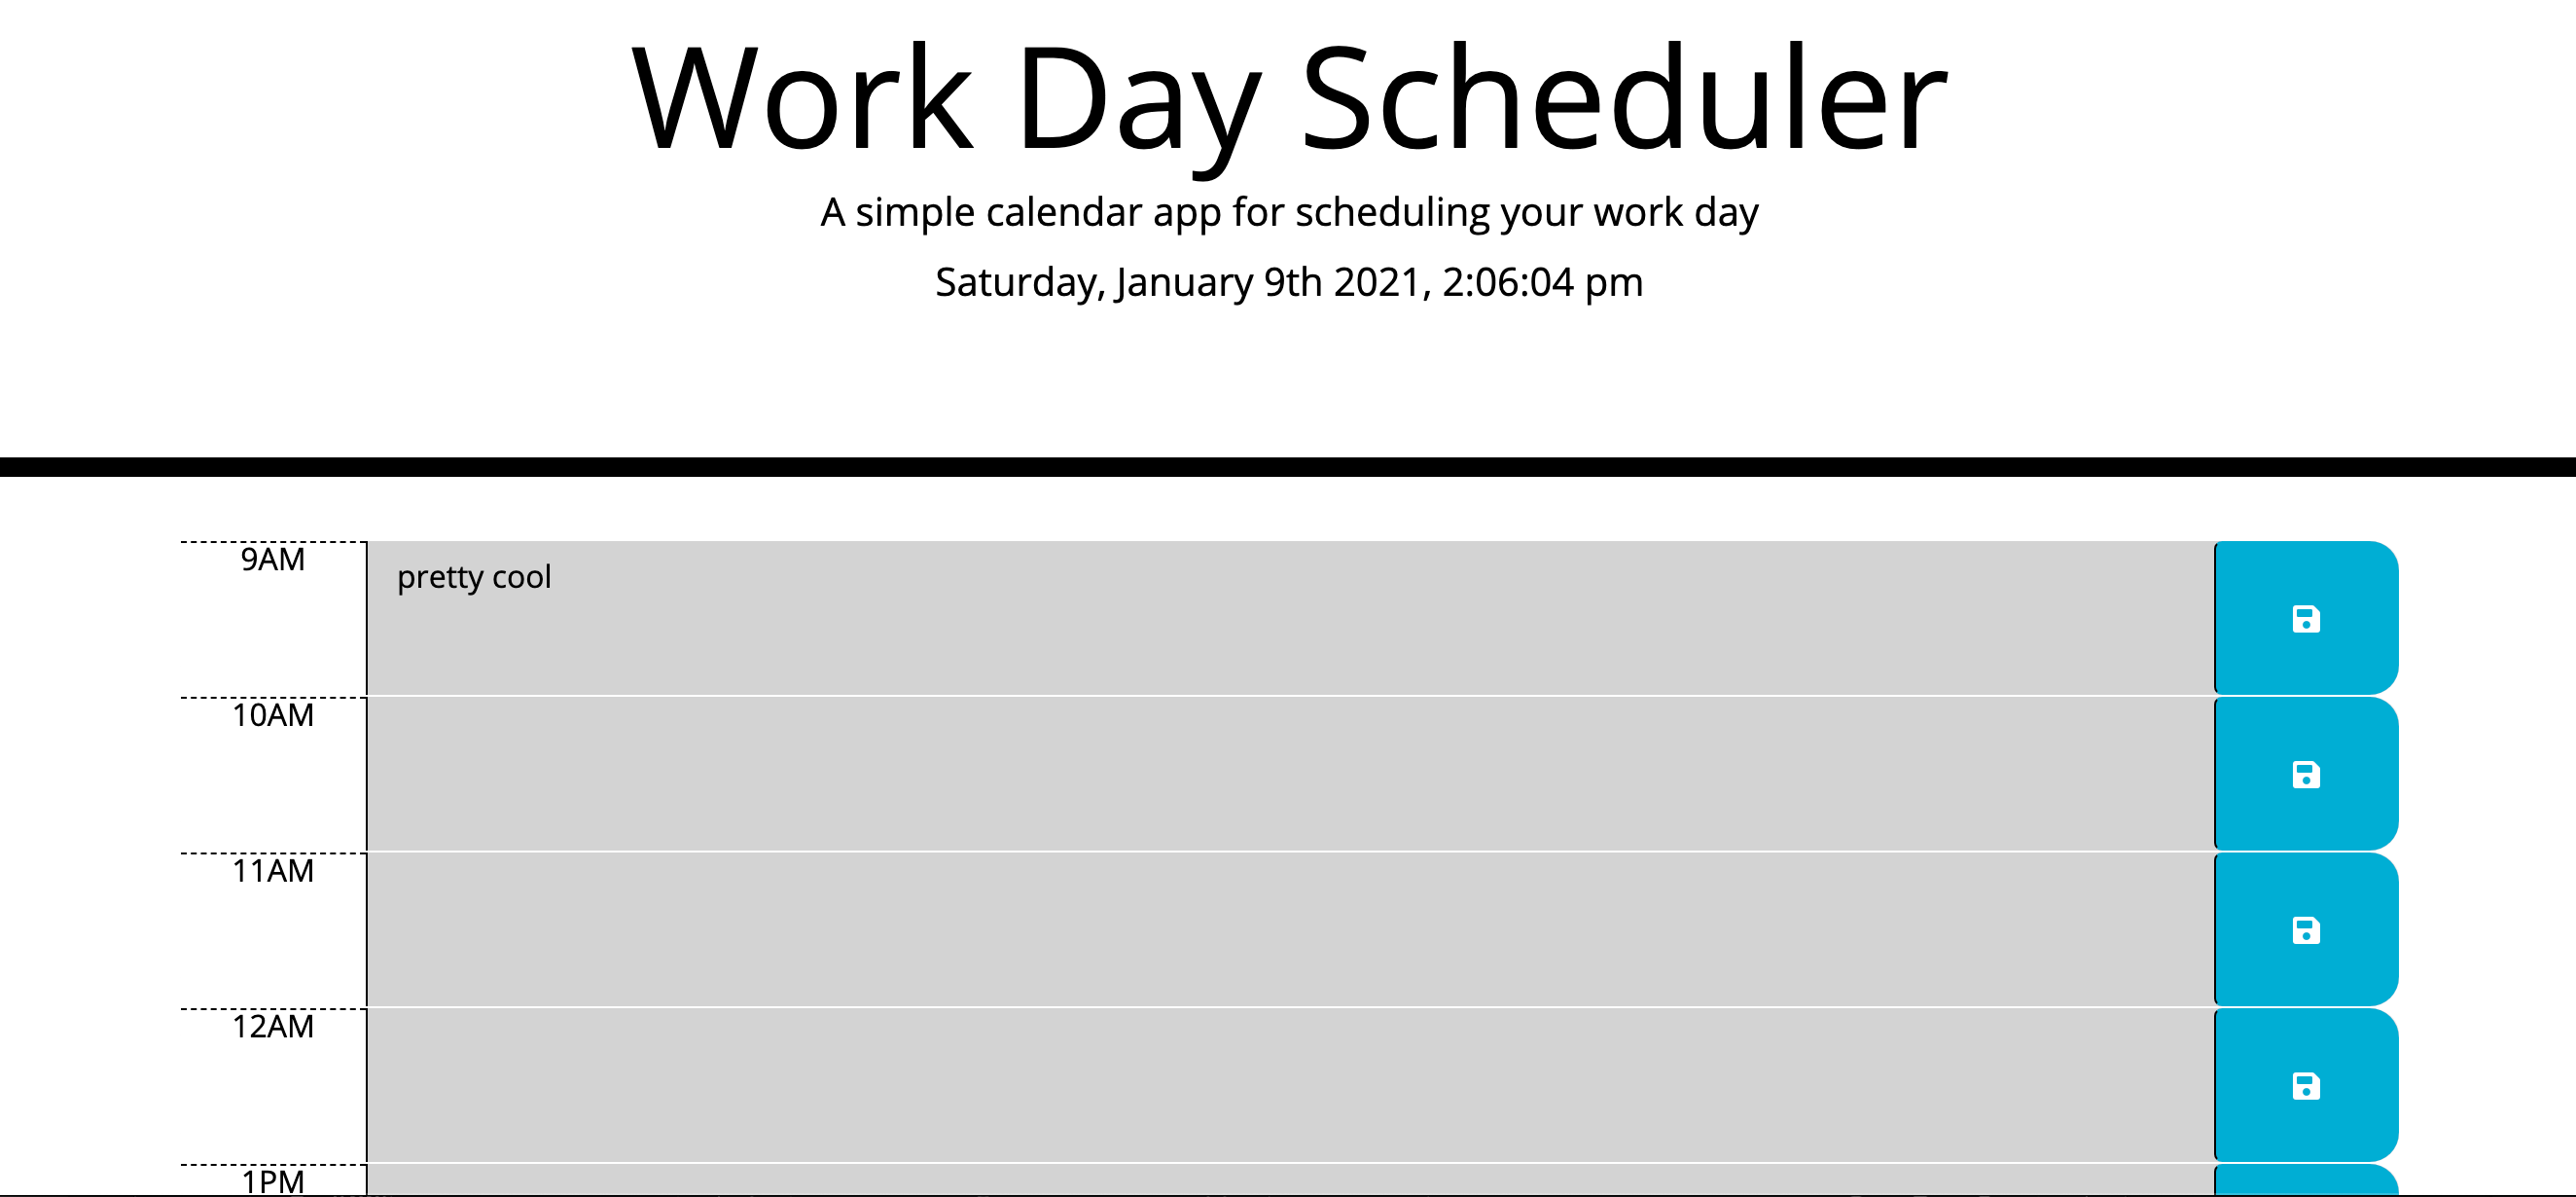 Work Day Scheduler
A simple calendar app for scheduling your work day
Saturday, January 9th 2021, 2:06:04 pm
9AM
pretty cool
10AM
11AM
12AM
1PM